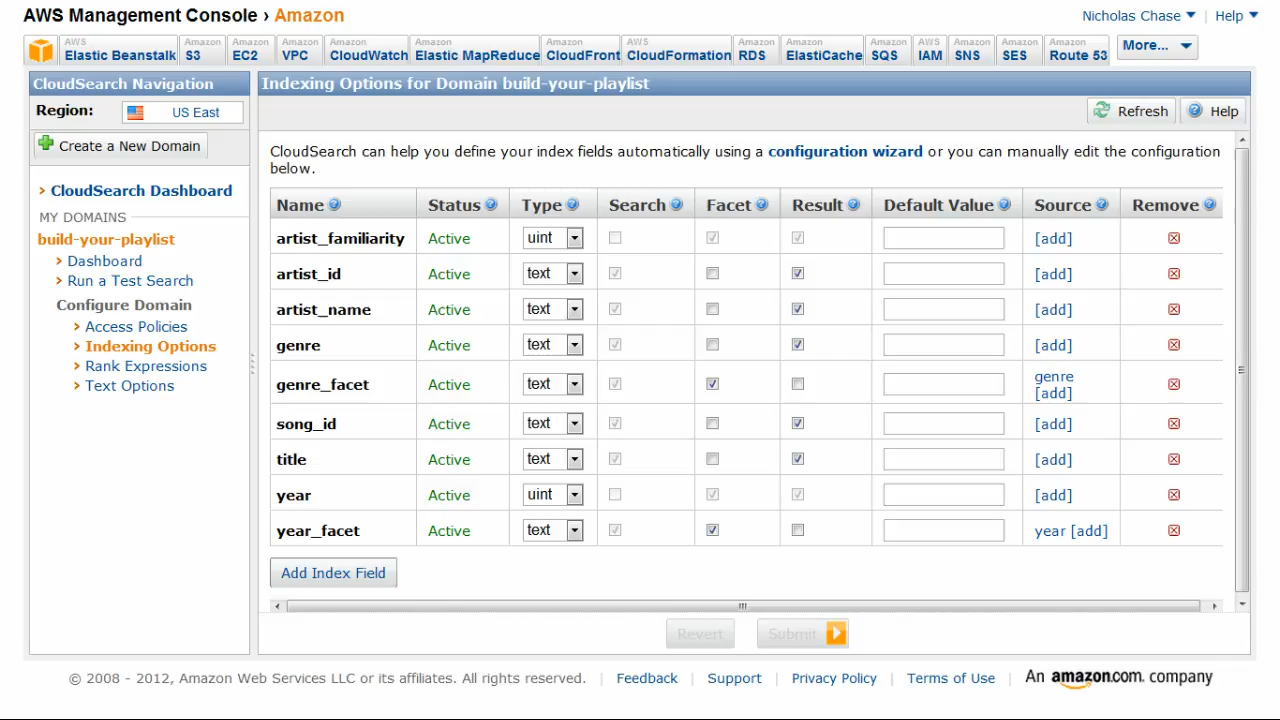 AWS Management Console › Amazon
Nicholas Chase | Help
AWS Elastic Beanstalk
Amazon S3
Amazon EC2
Amazon VPC
Amazon CloudWatch
Amazon Elastic MapReduce
Amazon CloudFront
AWS CloudFormation
Amazon RDS
Amazon ElastiCache
Amazon SQS
AWS IAM
Amazon SNS
Amazon SES
Amazon Route 53
More...
CloudSearch Navigation
Region: US East
Create a New Domain
CloudSearch Dashboard
MY DOMAINS
build-your-playlist
Dashboard
Run a Test Search
Configure Domain
Access Policies
Indexing Options
Rank Expressions
Text Options
Indexing Options for Domain build-your-playlist
Refresh Help
CloudSearch can help you define your index fields automatically using a configuration wizard or you can manually edit the configuration
below.
Name Status Type Search Facet Result Default Value Source Remove
artist_familiarity Active uint [add]
artist_id Active text [add]
artist_name Active text [add]
genre Active text [add]
genre_facet Active text genre [add]
song_id Active text [add]
title Active text [add]
year Active uint [add]
year_facet Active text year [add]
Add Index Field
Revert Submit
© 2008 - 2012, Amazon Web Services LLC or its affiliates. All rights reserved. | Feedback | Support | Privacy Policy | Terms of Use | An amazon.com. company